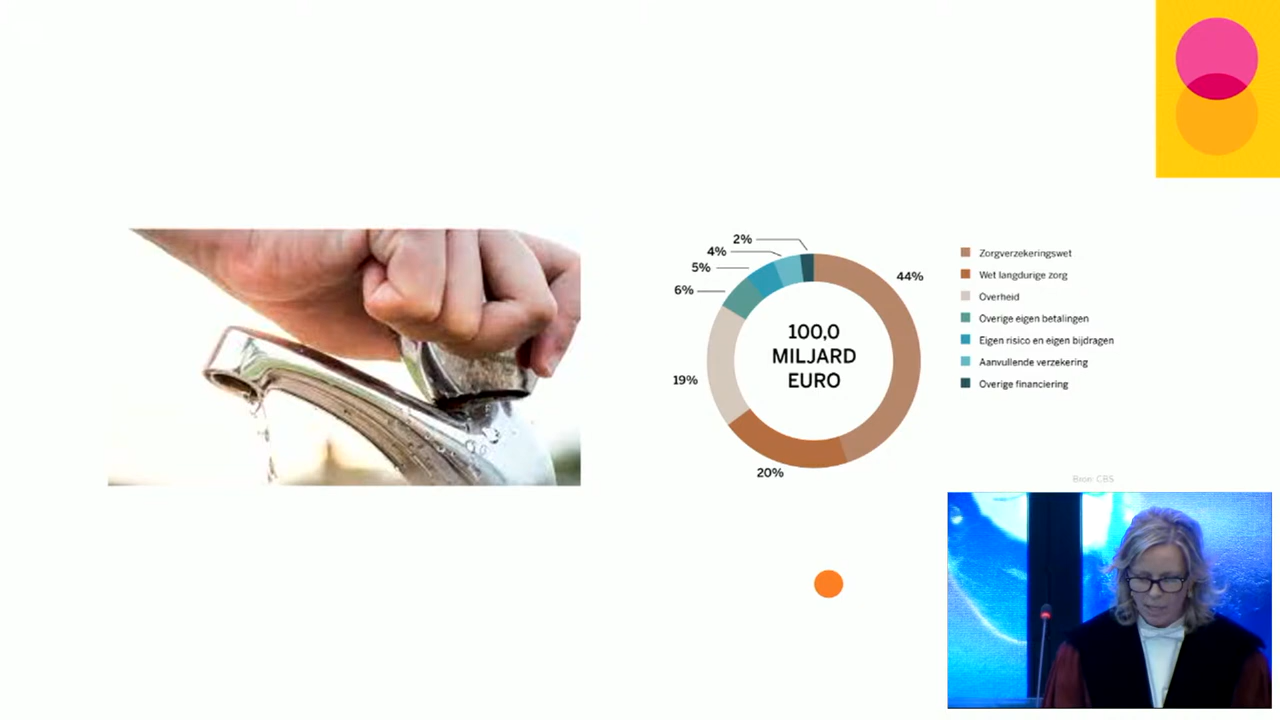 2%
4%
5%
6%
44%
19%
20%
100,0
MILJARD
EURO
Zorgverzekeringswet
Wet langdurige zorg
Overheid
Overige eigen betalingen
Eigen risico en eigen bijdragen
Aanvullende verzekering
Overige financiering
Bron: CBS